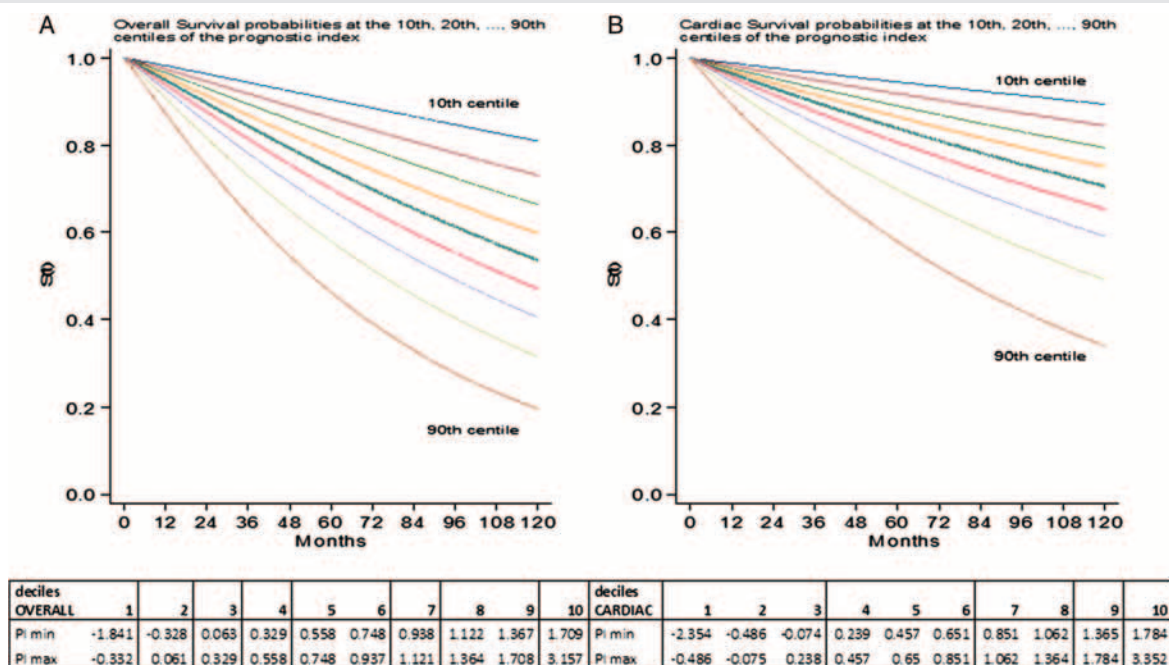 A
Overall Survival probabilities at the 10th, 20th, ..., 90th
centiles of the prognostic index
1.0
0.8
0.6
0.4
0.2
0.0
S(t)
10th centile
90th centile
0 12 24 36 48 60 72 84 96 108 120
Months
B
Cardiac Survival probabilities at the 10th, 20th, ..., 90th
centiles of the prognostic index
1.0
0.8
0.6
0.4
0.2
0.0
S(t)
10th centile
90th centile
0 12 24 36 48 60 72 84 96 108 120
Months
deciles
OVERALL 1 2 3 4 5 6 7 8 9 10
PI min -1.841 -0.328 0.063 0.329 0.558 0.748 0.938 1.122 1.367 1.709
PI max -0.332 0.061 0.329 0.558 0.748 0.937 1.121 1.364 1.708 3.157
deciles
CARDIAC 1 2 3 4 5 6 7 8 9 10
PI min -2.354 -0.486 -0.074 0.239 0.457 0.651 0.851 1.062 1.365 1.784
PI max -0.486 -0.075 0.238 0.457 0.65 0.851 1.062 1.364 1.784 3.353